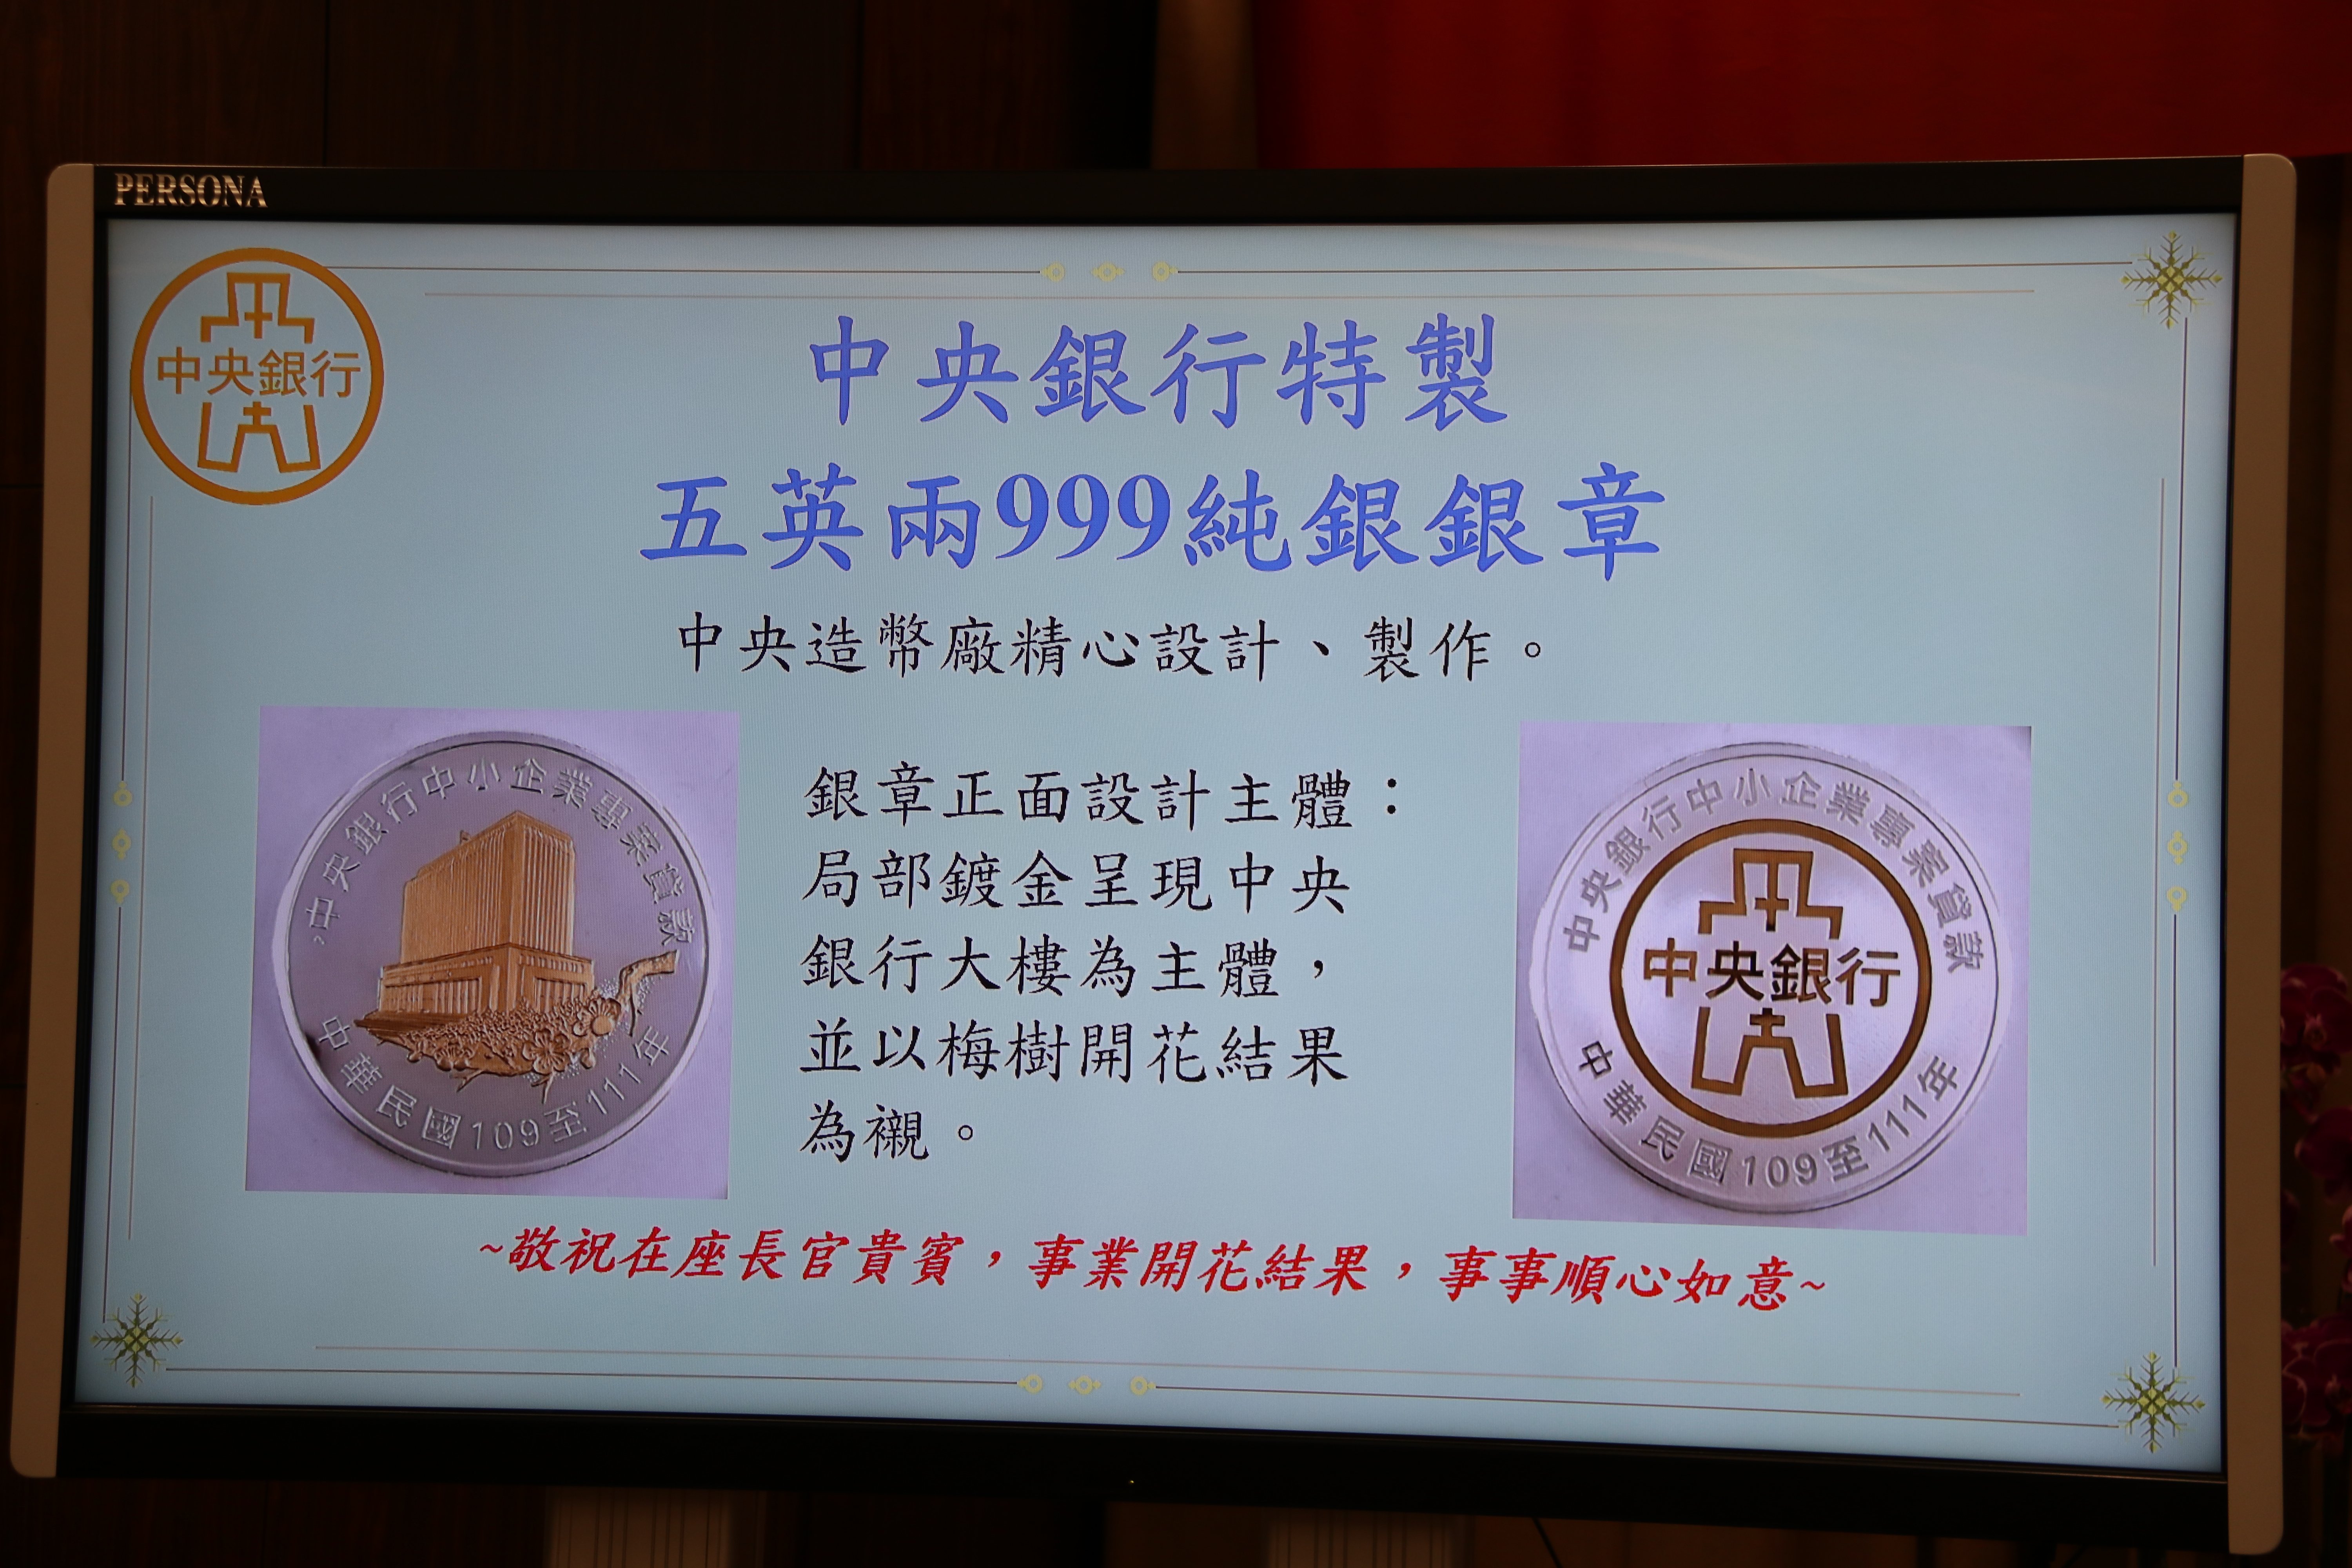 PERSONA
中央銀行
中央銀行特製
五英兩999純銀銀章
中央造幣廠精心設計、製作。
中央銀行中小企業專案貸款
中華民國109至111年
銀章正面設計主體：
局部鍍金呈現中央
銀行大樓為主體，
並以梅樹開花結果
為襯。
中央銀行中小企業專案貸款
中央銀行
中華民國109至111年
~敬祝在座長官貴賓，事業開花結果，事事順心如意~